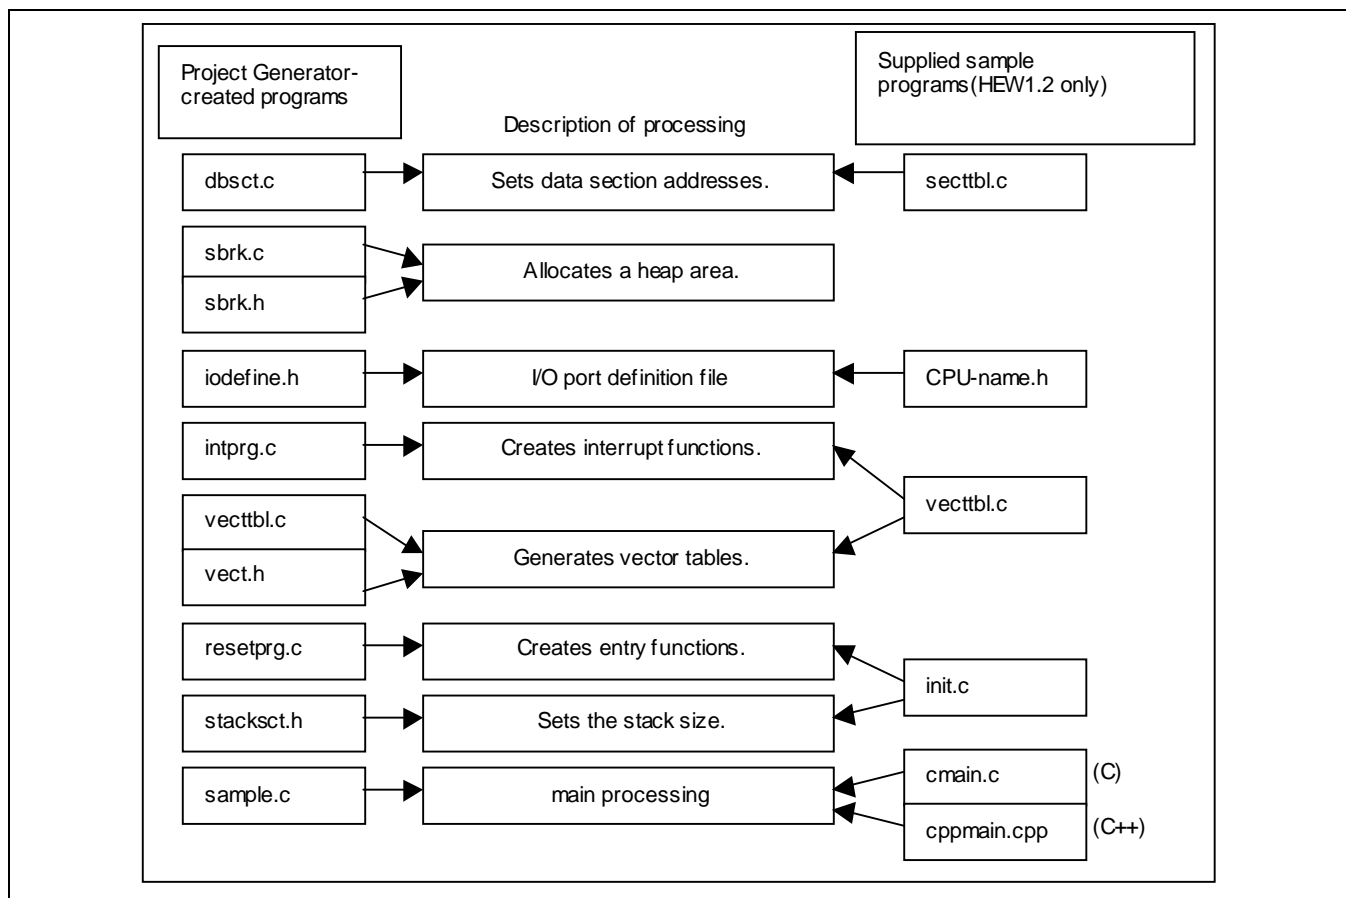 Project Generator-
created programs
Supplied sample
programs(HEW1.2 only)
Description of processing
dbsct.c
Sets data section addresses.
secttbl.c
sbrk.c
sbrk.h
Allocates a heap area.
iodefine.h
I/O port definition file
CPU-name.h
intprg.c
Creates interrupt functions.
vecttbl.c
vect.h
Generates vector tables.
vecttbl.c
resetprg.c
Creates entry functions.
init.c
stacksct.h
Sets the stack size.
sample.c
main processing
cmain.c (C)
cppmain.cpp (C++)